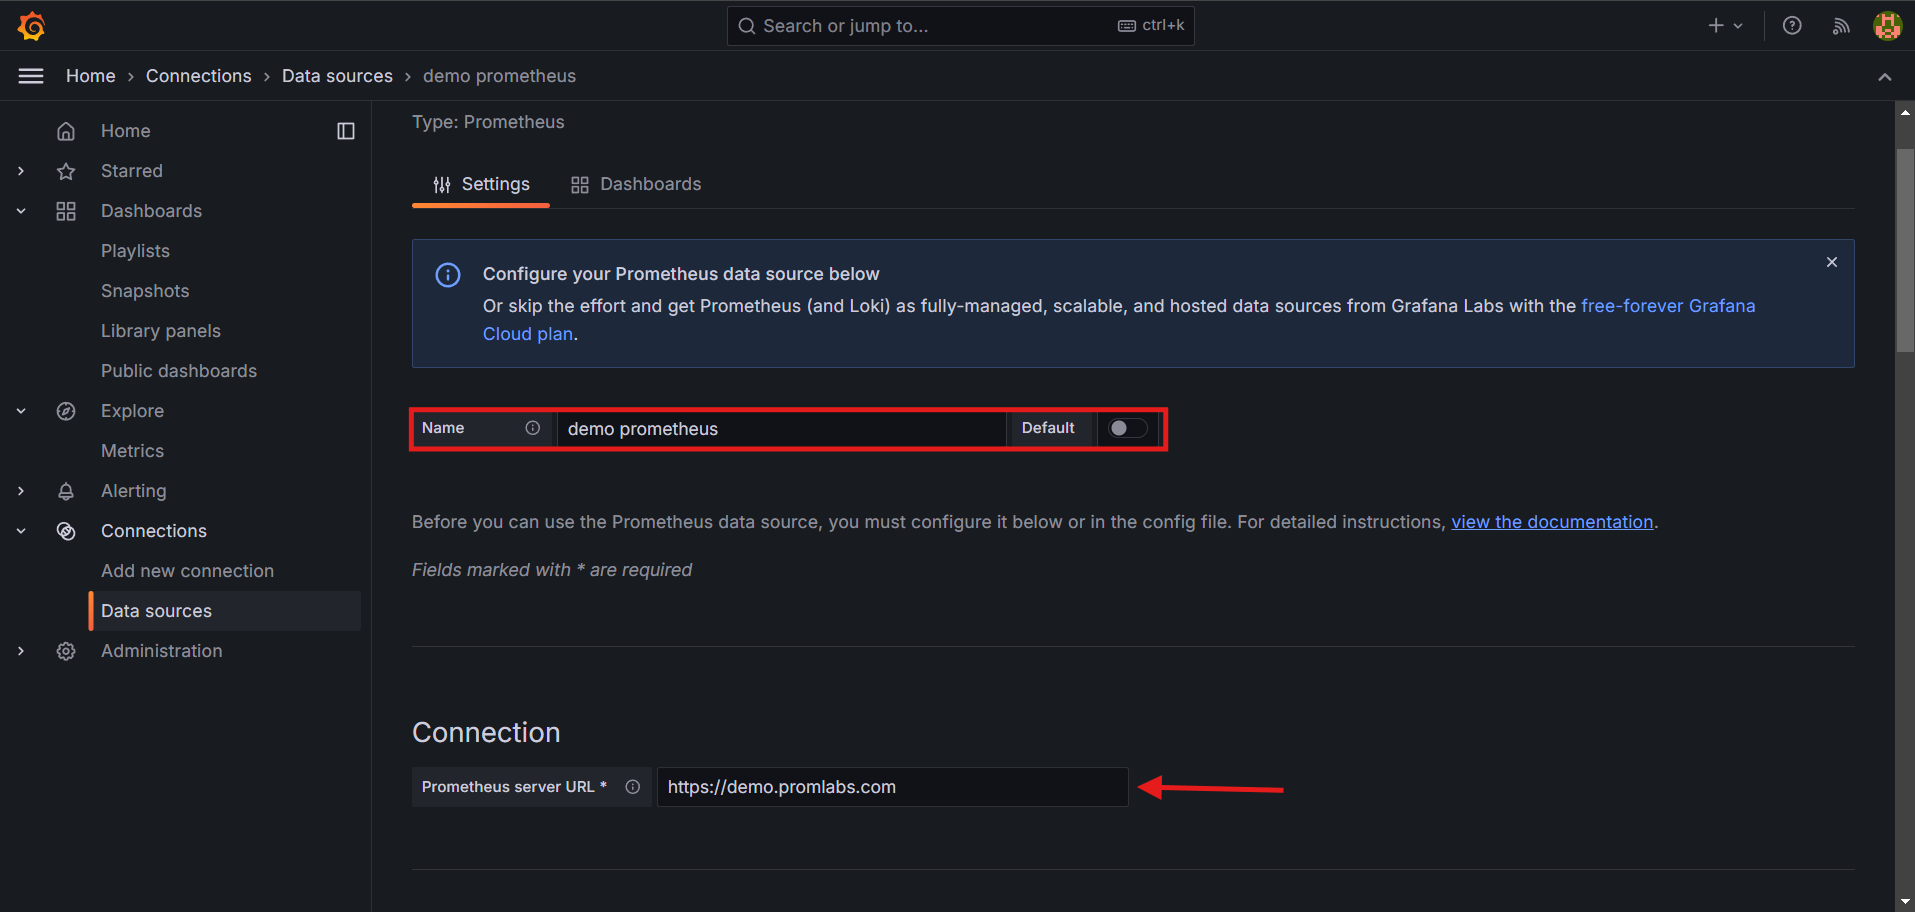 Search or jump to...
ctrl+k
Home > Connections > Data sources > demo prometheus
Home
Starred
Dashboards
Playlists
Snapshots
Library panels
Public dashboards
Explore
Metrics
Alerting
Connections
Add new connection
Data sources
Administration
Type: Prometheus
Settings
Dashboards
Configure your Prometheus data source below
Or skip the effort and get Prometheus (and Loki) as fully-managed, scalable, and hosted data sources from Grafana Labs with the free-forever Grafana
Cloud plan.
Name
demo prometheus
Default
Before you can use the Prometheus data source, you must configure it below or in the config file. For detailed instructions, view the documentation.
Fields marked with * are required
Connection
Prometheus server URL *
https://demo.promlabs.com